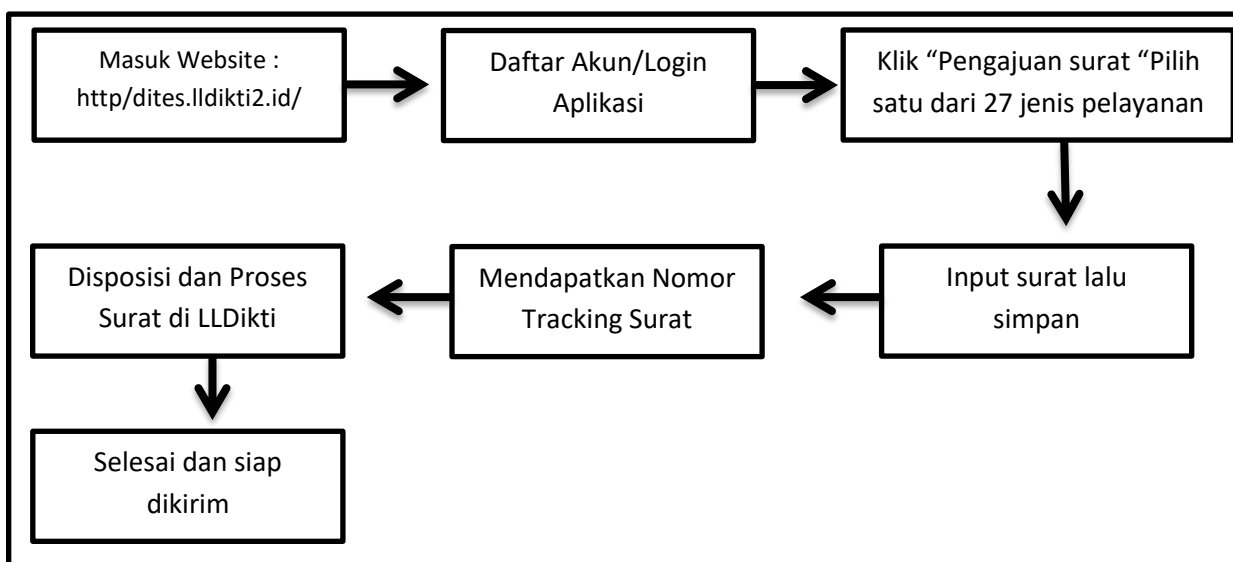 Masuk Website :
http/dites.lldikti2.id/
Daftar Akun/Login
Aplikasi
Klik “Pengajuan surat “Pilih
satu dari 27 jenis pelayanan
Input surat lalu
simpan
Mendapatkan Nomor
Tracking Surat
Disposisi dan Proses
Surat di LLDikti
Selesai dan siap
dikirim